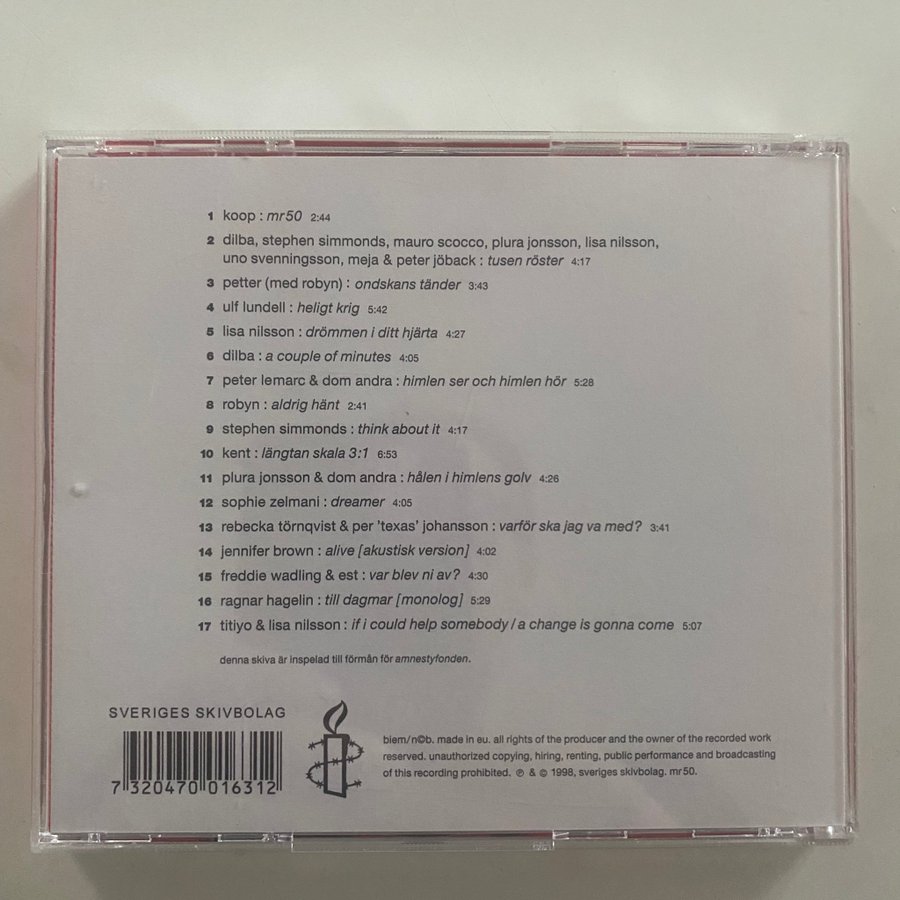 1 koop : mr50 2:44
2 dilba, stephen simmonds, mauro scocco, plura jonsson, lisa nilsson,
uno svenningsson, meja & peter jöback : tusen röster 4:17
3 petter (med robyn) : ondskans tänder 3:43
4 ulf lundell : heligt krig 5:42
5 lisa nilsson : drömmen i ditt hjärta 4:27
6 dilba : a couple of minutes 4:05
7 peter lemarc & dom andra : himlen ser och himlen hör 5:28
8 robyn : aldrig hänt 2:41
9 stephen simmonds : think about it 4:17
10 kent : längtan skala 3:1 6:53
11 plura jonsson & dom andra : hålen i himlens golv 4:26
12 sophie zelmani : dreamer 4:05
13 rebecka törnqvist & per 'texas' johansson : varför ska jag va med? 3:41
14 jennifer brown : alive [akustisk version] 4:02
15 freddie wadling & est : var blev ni av? 4:30
16 ragnar hagelin : till dagmar [monolog] 5:29
17 titiyo & lisa nilsson : if i could help somebody / a change is gonna come 5:07
denna skiva är inspelad till förmån för amnestyfonden.
SVERIGES SKIVBOLAG
7 320470 016312
biem/n©b. made in eu. all rights of the producer and the owner of the recorded work
reserved. unauthorized copying, hiring, renting, public performance and broadcasting
of this recording prohibited. ℗ & © 1998, sveriges skivbolag. mr50.